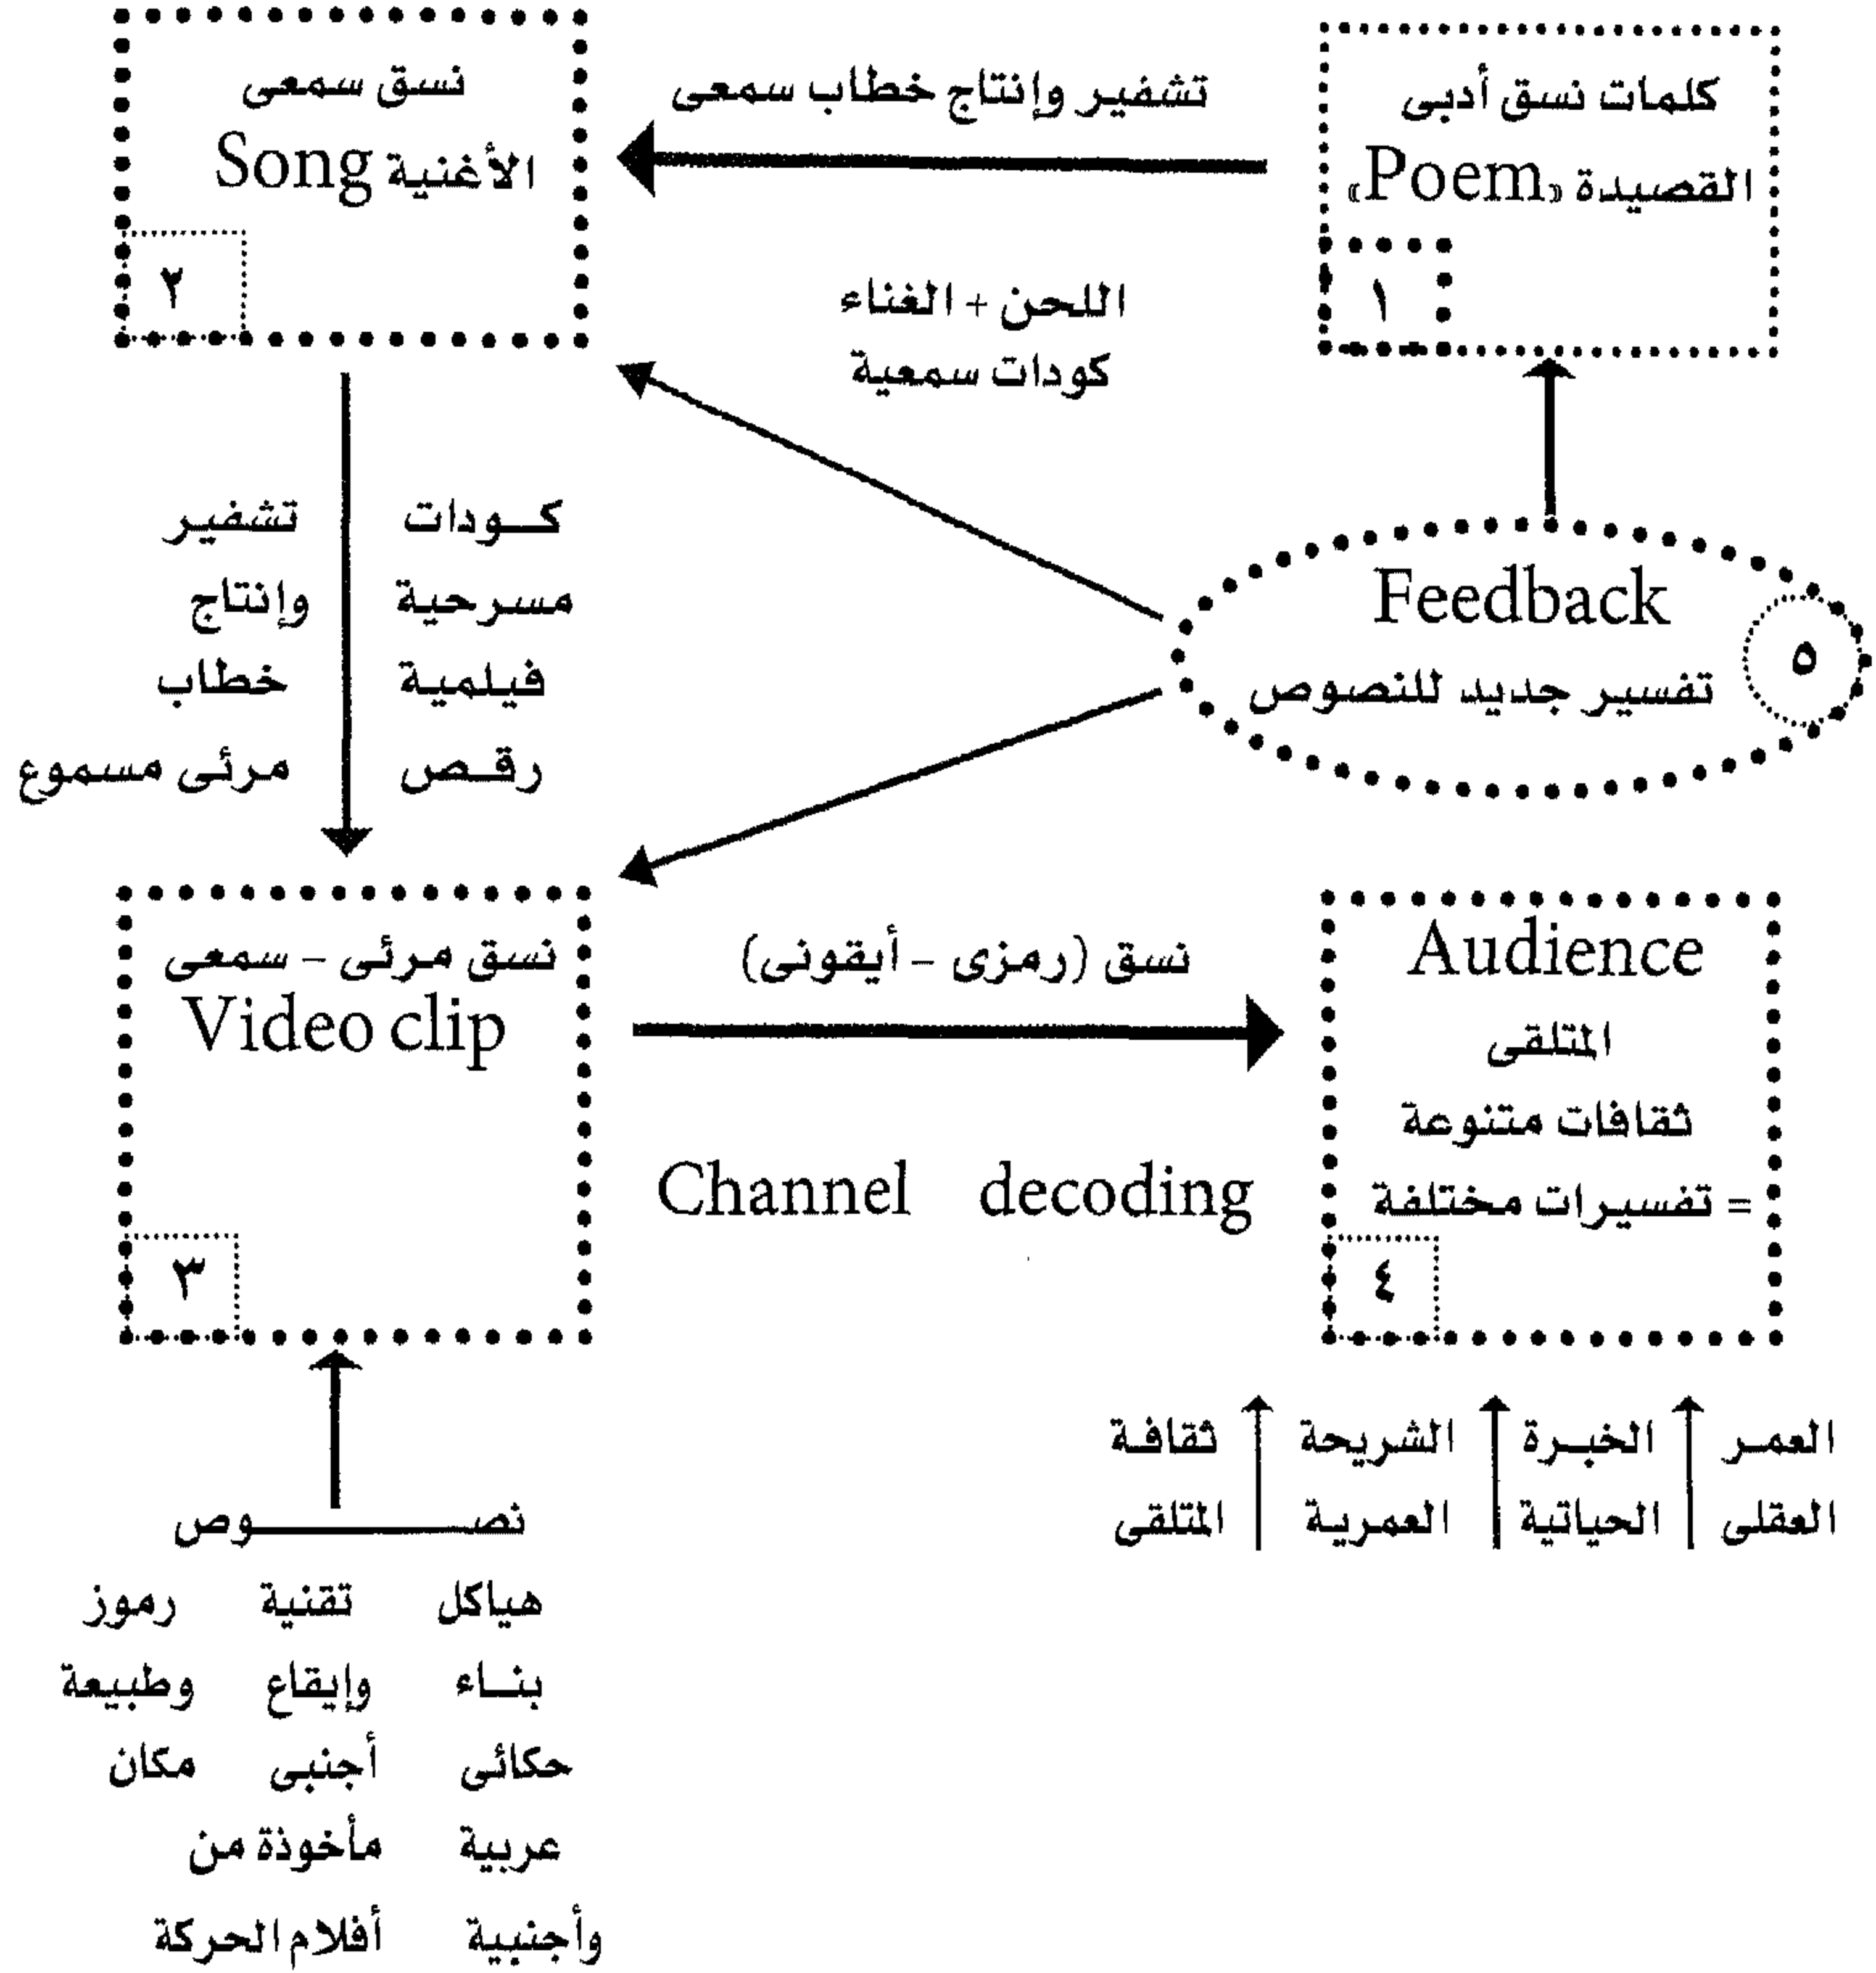 كلمات نسق أدبى
القصيدة «Poem»
١
تشفير وإنتاج خطاب سمعى
اللحن + الغناء
كودات سمعية
نسق سمعى
الأغنية Song
٢
كودات
مسرحية
فيلمية
رقص
تشفير
وإنتاج
خطاب
مرئى مسموع
Feedback
تفسير جديد للنصوص
٥
نسق مرئى – سمعى
Video clip
٣
نسق (رمزى – أيقونى)
Channel decoding
Audience
المتلقى
ثقافات متنوعة
= تفسيرات مختلفة
٤
العمر
العقلى
الخبرة
الحياتية
الشريحة
العمرية
ثقافة
المتلقى
نصــــــوص
هياكل تقنية رموز
بناء وإيقاع وطبيعة
حكائى أجنبى مكان
عربية مأخوذة من
وأجنبية أفلام الحركة